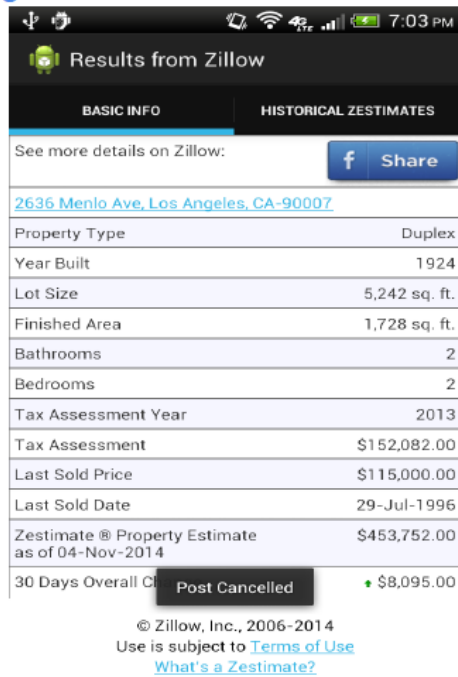 4G LTE 7:03 PM
Results from Zillow
BASIC INFO HISTORICAL ZESTIMATES
See more details on Zillow: f Share
2636 Menlo Ave, Los Angeles, CA-90007
Property Type Duplex
Year Built 1924
Lot Size 5,242 sq. ft.
Finished Area 1,728 sq. ft.
Bathrooms 2
Bedrooms 2
Tax Assessment Year 2013
Tax Assessment $152,082.00
Last Sold Price $115,000.00
Last Sold Date 29-Jul-1996
Zestimate ® Property Estimate $453,752.00
as of 04-Nov-2014
30 Days Overall $8,095.00
Post Cancelled
© Zillow, Inc., 2006-2014
Use is subject to Terms of Use
What's a Zestimate?